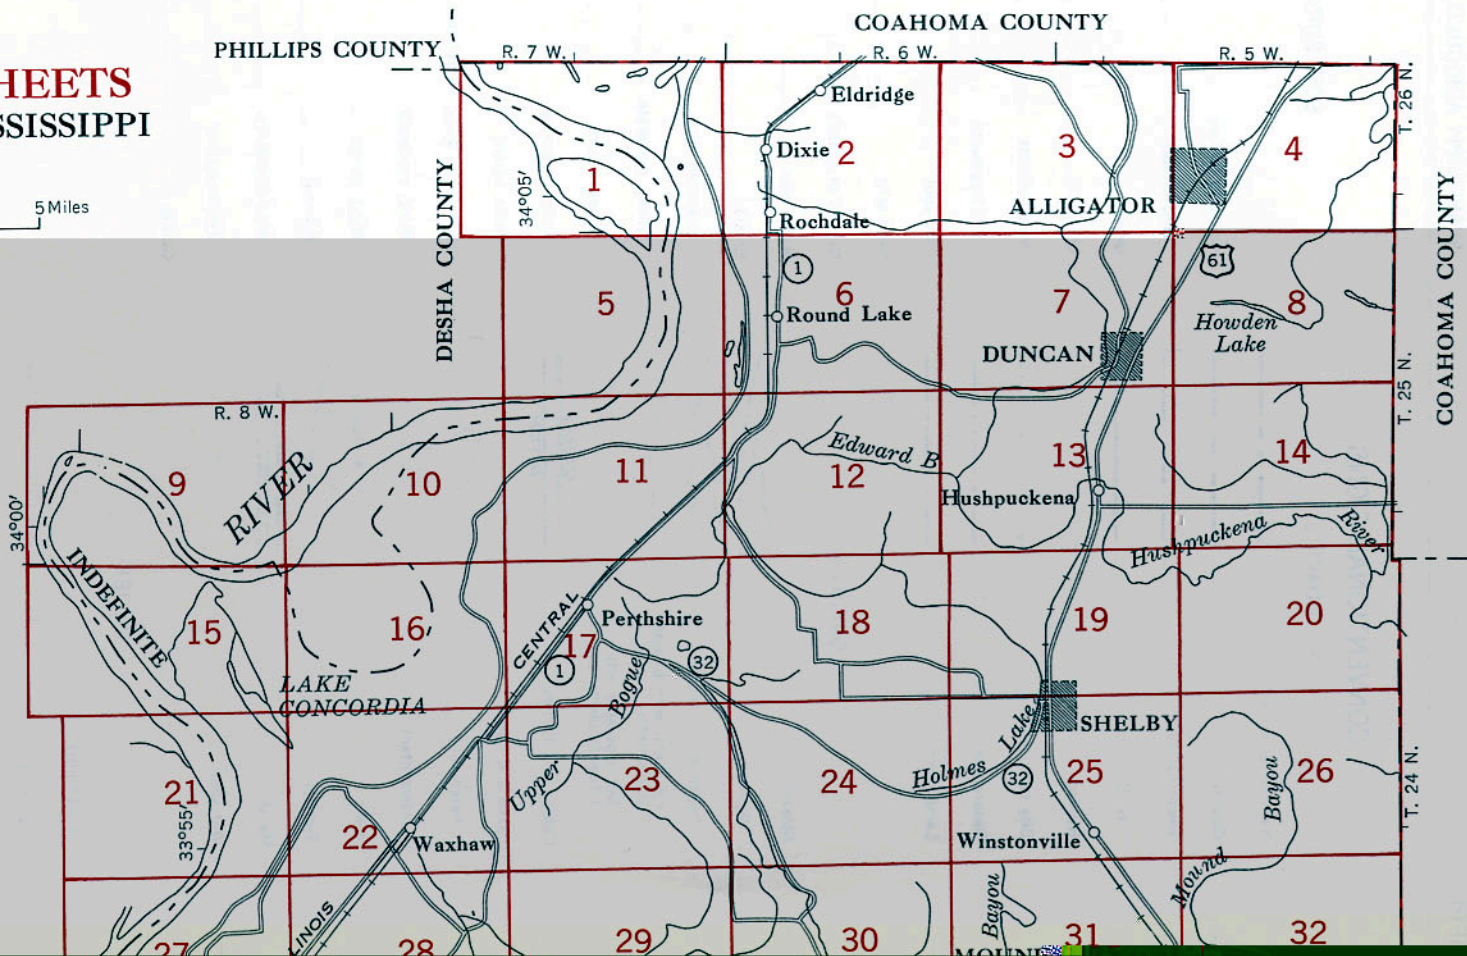 COAHOMA COUNTY
PHILLIPS COUNTY
R. 7 W.
R. 6 W.
R. 5 W.
HEETS
SSISSIPPI
5 Miles
T. 26 N.
Eldridge
Dixie
2
3
4
1
34°05'
ALLIGATOR
Rochdale
DESHA COUNTY
COAHOMA COUNTY
1
61
5
6
7
8
Round Lake
Howden
Lake
DUNCAN
T. 25 N.
R. 8 W.
9
10
11
12
13
14
Edward B
RIVER
Hushpuckena
34°00'
Hushpuckena
River
INDEFINITE
CENTRAL
Perthshire
15
16
17
18
19
20
1
32
Bogue
LAKE
CONCORDIA
Lake
SHELBY
21
22
23
24
25
26
Holmes
32
Upper
Bayou
T. 24 N.
33°55'
Waxhaw
Winstonville
Mound
Bayou
LINOIS
27
28
29
30
31
32